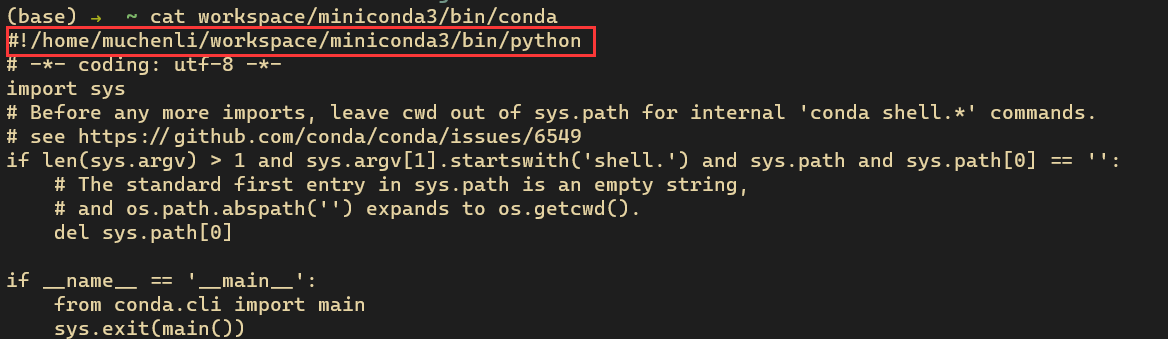 (base) → ~ cat workspace/miniconda3/bin/conda
#!/home/muchenli/workspace/miniconda3/bin/python
# -*- coding: utf-8 -*-
import sys
# Before any more imports, leave cwd out of sys.path for internal 'conda shell.*' commands.
# see https://github.com/conda/conda/issues/6549
if len(sys.argv) > 1 and sys.argv[1].startswith('shell.') and sys.path and sys.path[0] == '':
    # The standard first entry in sys.path is an empty string,
    # and os.path.abspath('') expands to os.getcwd().
    del sys.path[0]

if __name__ == '__main__':
    from conda.cli import main
    sys.exit(main())